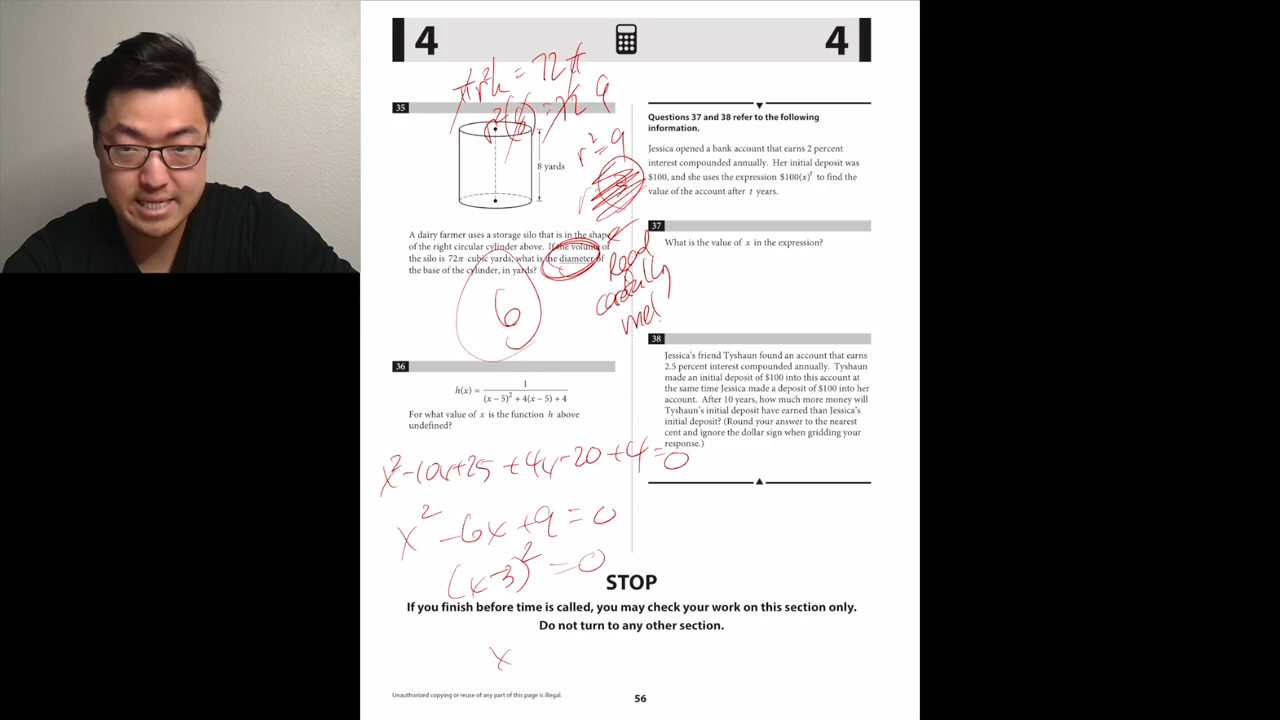 4
4
πr²h = 72π
35
r²(8) = 72 9
r² = 9
8 yards
A dairy farmer uses a storage silo that is in the shape
of the right circular cylinder above. If the volume of
the silo is 72π cubic yards, what is the diameter of
the base of the cylinder, in yards?
Read
carefully
me!
6
36
h(x) = 1 / (x − 5)² + 4(x − 5) + 4
For what value of x is the function h above
undefined?
x² -10x+25 +4x-20 +4 = 0
x² -6x +9 = 0
(x-3)² = 0
x
Questions 37 and 38 refer to the following
information.
Jessica opened a bank account that earns 2 percent
interest compounded annually. Her initial deposit was
$100, and she uses the expression $100(x)ᵗ to find the
value of the account after t years.
37
What is the value of x in the expression?
38
Jessica's friend Tyshaun found an account that earns
2.5 percent interest compounded annually. Tyshaun
made an initial deposit of $100 into this account at
the same time Jessica made a deposit of $100 into her
account. After 10 years, how much more money will
Tyshaun's initial deposit have earned than Jessica's
initial deposit? (Round your answer to the nearest
cent and ignore the dollar sign when gridding your
response.)
STOP
If you finish before time is called, you may check your work on this section only.
Do not turn to any other section.
Unauthorized copying or reuse of any part of this page is illegal.
56